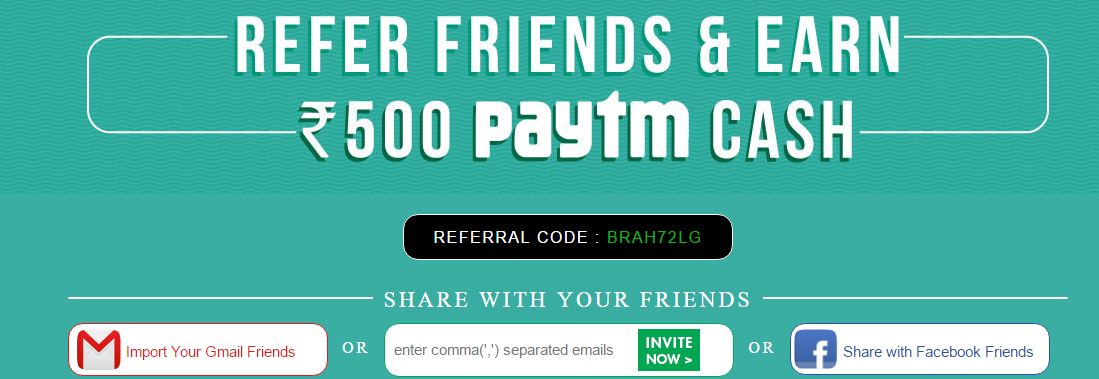 REFER FRIENDS & EARN
₹500 paytm CASH
REFERRAL CODE : BRAH72LG
SHARE WITH YOUR FRIENDS
Import Your Gmail Friends OR enter comma(',') separated emails INVITE NOW > OR Share with Facebook Friends